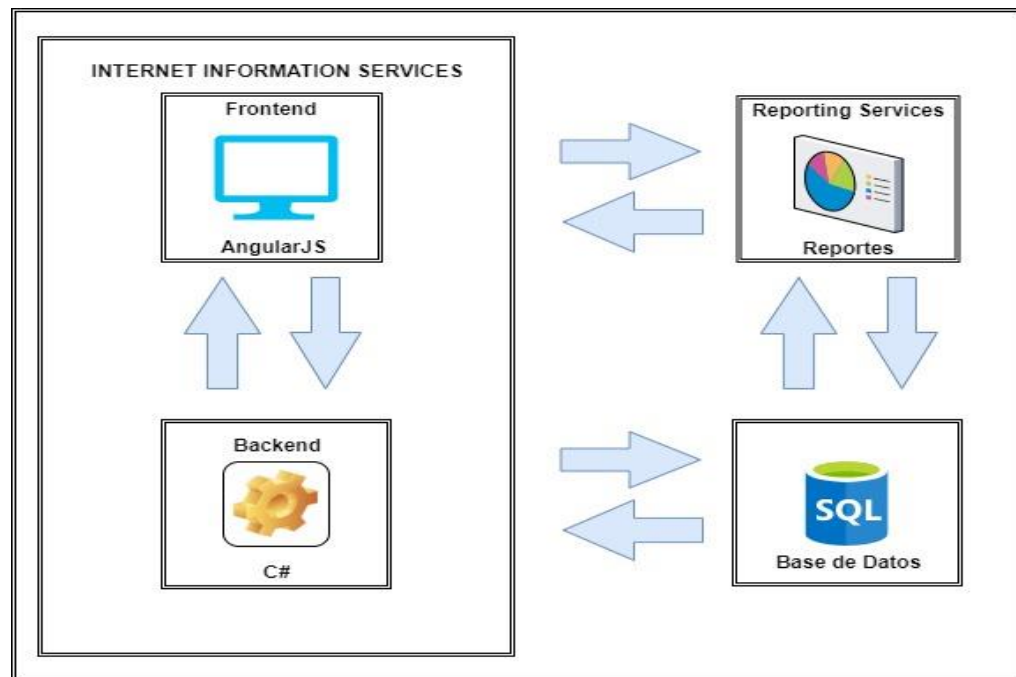 INTERNET INFORMATION SERVICES
Frontend
AngularJS
Reporting Services
Reportes
Backend
C#
SQL
Base de Datos